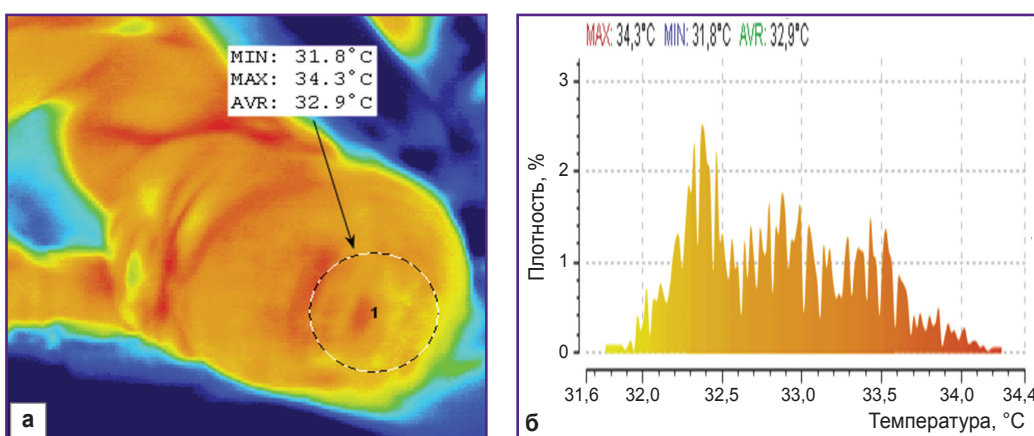 MIN: 31.8°C
MAX: 34.3°C
AVR: 32.9°C
1
а
MAX: 34,3°C MIN: 31,8°C AVR: 32,9°C
Плотность, %
3
2
1
0
31,6 32,0 32,5 33,0 33,5 34,0 34,4
Температура, °C
б